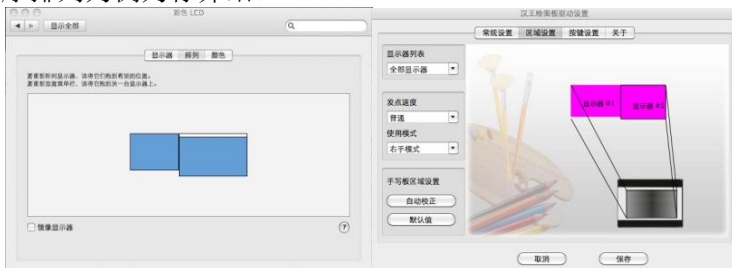 彩色 LCD
显示全部
显示器 排列 颜色
要重新排列显示器，请将它们拖到所需的位置。
要重新放置菜单栏，请将它拖到另一台显示器上。
镜像显示器
汉王绘图板驱动设置
常规设置 区域设置 按键设置 关于
显示器列表
全部显示器
发点速度
普通
使用模式
右手模式
手写板区域设置
自动校正
默认值
显示器 #1
显示器 #2
取消 保存